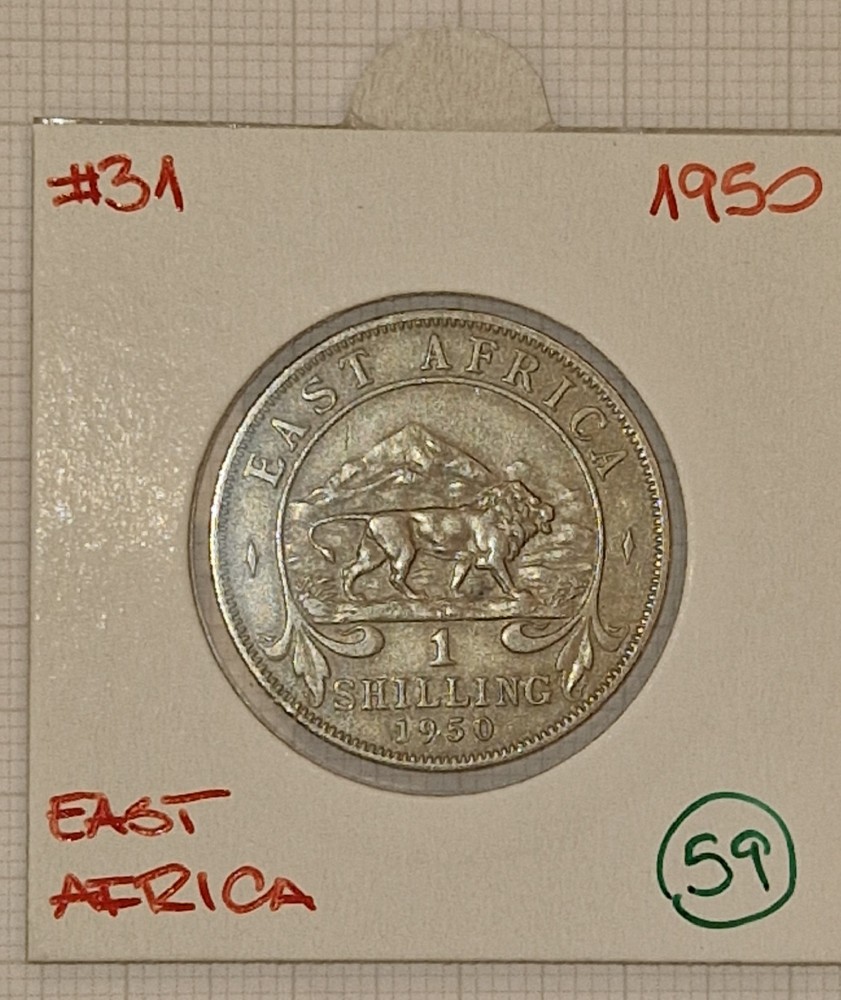 #31
1950
EAST AFRICA
1
SHILLING
1950
EAST
AFRICA
59